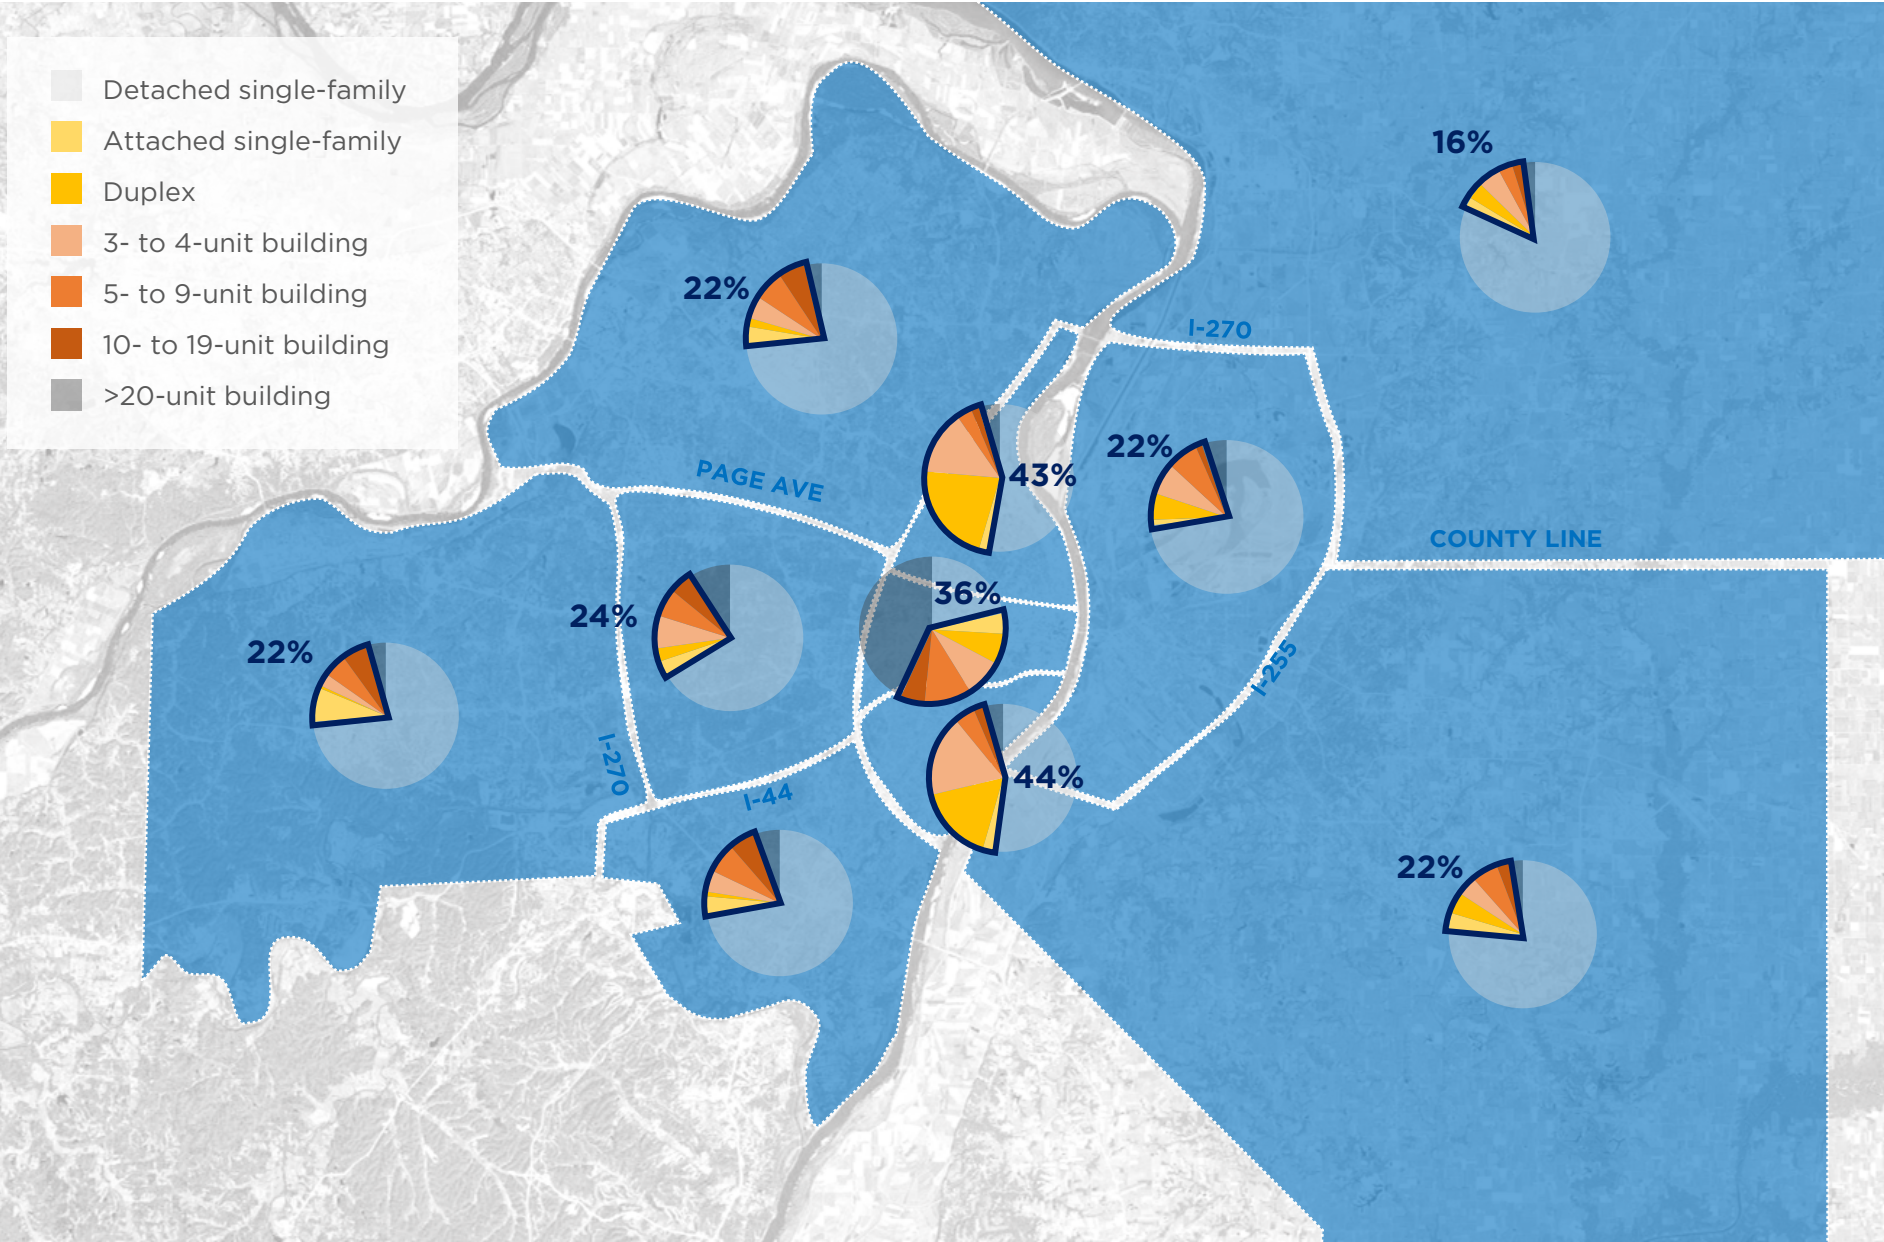 Detached single-family
Attached single-family
Duplex
3- to 4-unit building
5- to 9-unit building
10- to 19-unit building
>20-unit building
16%
22%
I-270
43%
22%
PAGE AVE
COUNTY LINE
36%
24%
22%
I-255
I-270
44%
I-44
22%